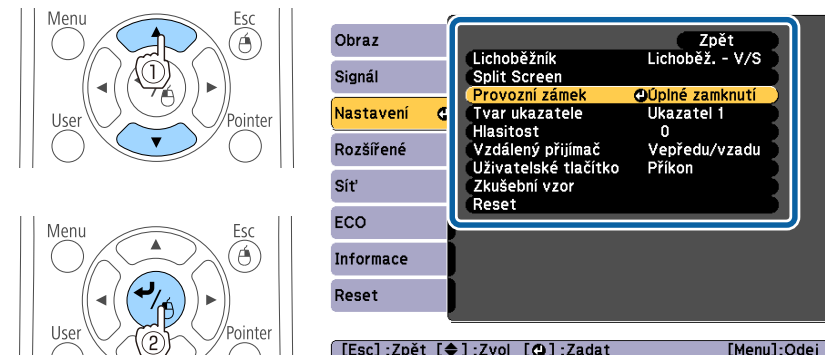 Menu
Esc
1
User
Pointer
Menu
Esc
User
Pointer
2
Obraz
Signál
Nastavení
Rozšířené
Síť
ECO
Informace
Reset
Zpět
Lichoběžník Lichoběž. - V/S
Split Screen
Provozní zámek Úplné zamknutí
Tvar ukazatele Ukazatel 1
Hlasitost 0
Vzdálený přijímač Vepředu/vzadu
Uživatelské tlačítko Příkon
Zkušební vzor
Reset
[Esc] :Zpět [◆] :Zvol [⏎] :Zadat [Menu]:Odej